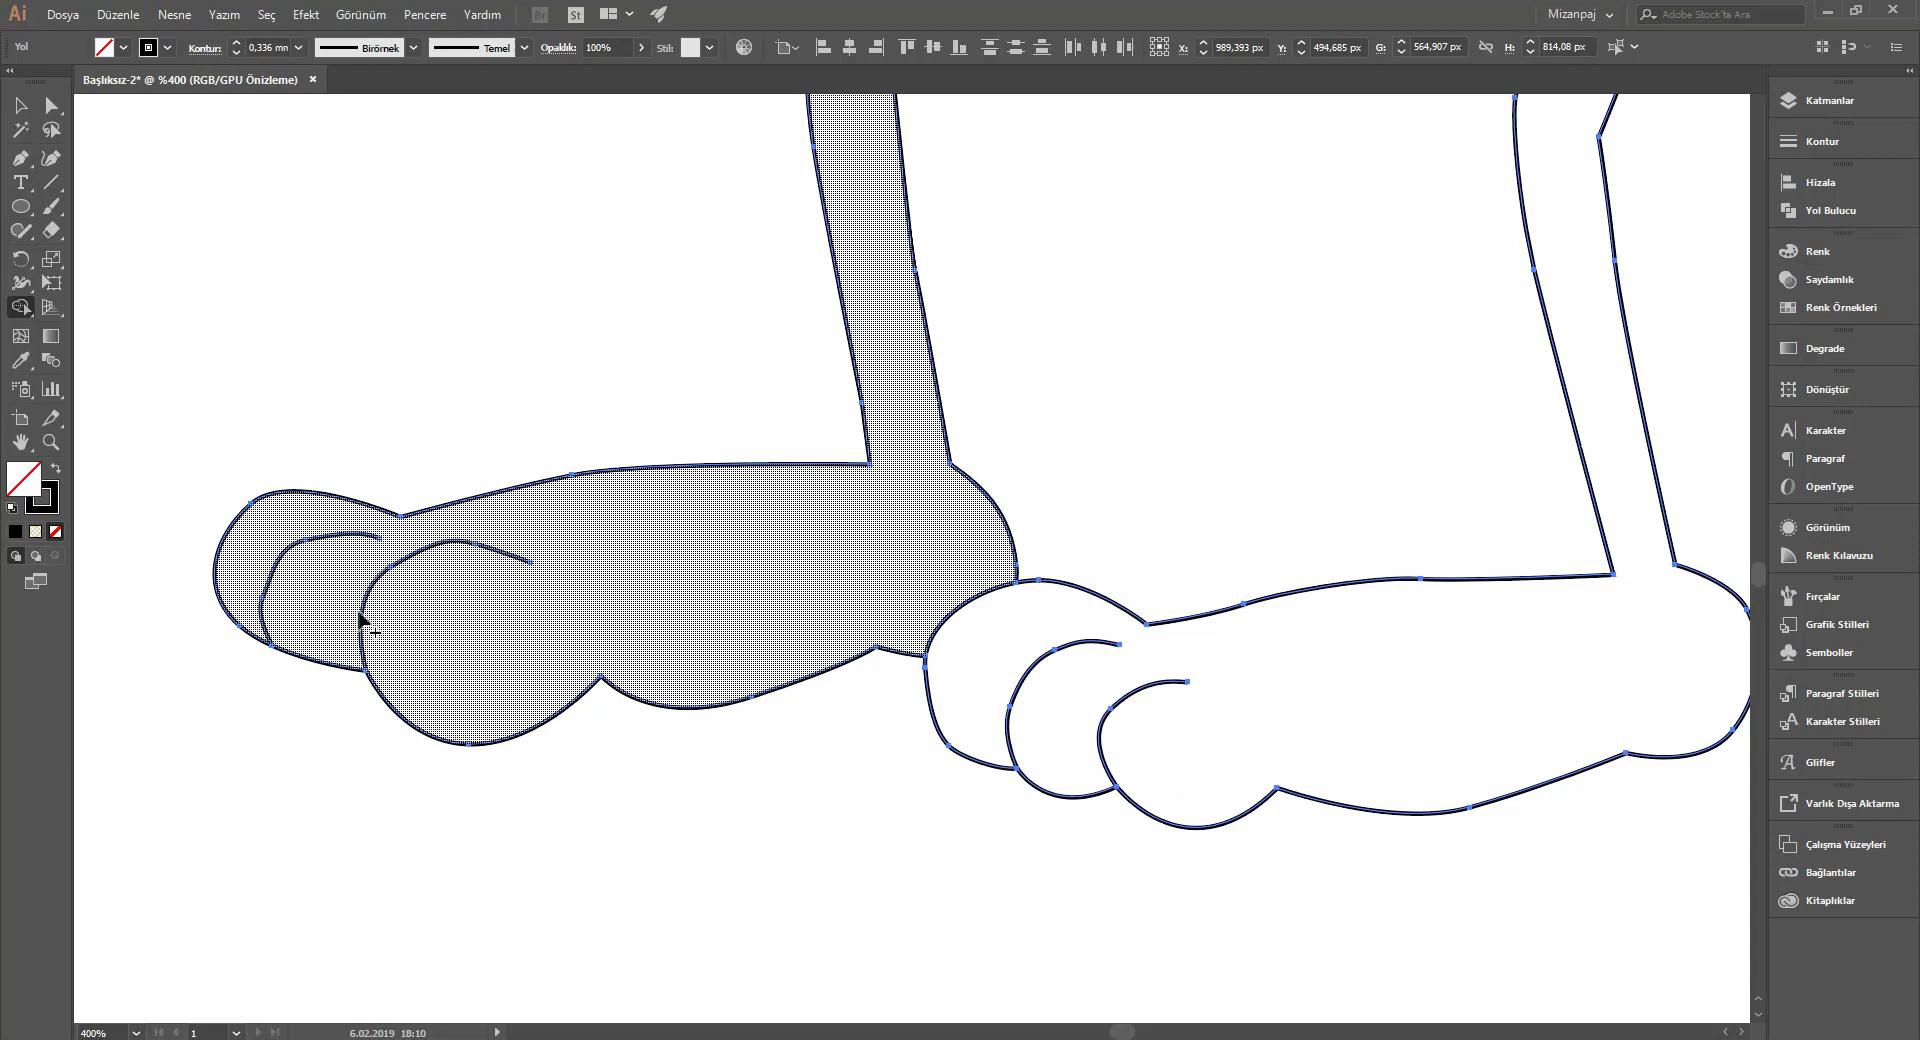 Ai Dosya Düzenle Nesne Yazım Seç Efekt Görünüm Pencere Yardım Br St Mizanpaj Adobe Stock'ta Ara
Yol Kontur: 0,336 mn Birörnek Temel Opaklık: 100% Stil: X: 989,393 px Y: 494,685 px G: 564,907 px H: 814,08 px
Başlıksız-2* @ %400 (RGB/GPU Önizleme) ×
Katmanlar
Kontur
Hizala
Yol Bulucu
Renk
Saydamlık
Renk Örnekleri
Degrade
Dönüştür
Karakter
Paragraf
OpenType
Görünüm
Renk Kılavuzu
Fırçalar
Grafik Stilleri
Semboller
Paragraf Stilleri
Karakter Stilleri
Glifler
Varlık Dışa Aktarma
Çalışma Yüzeyleri
Bağlantılar
Kitaplıklar
400% 1 6.02.2019 18:10